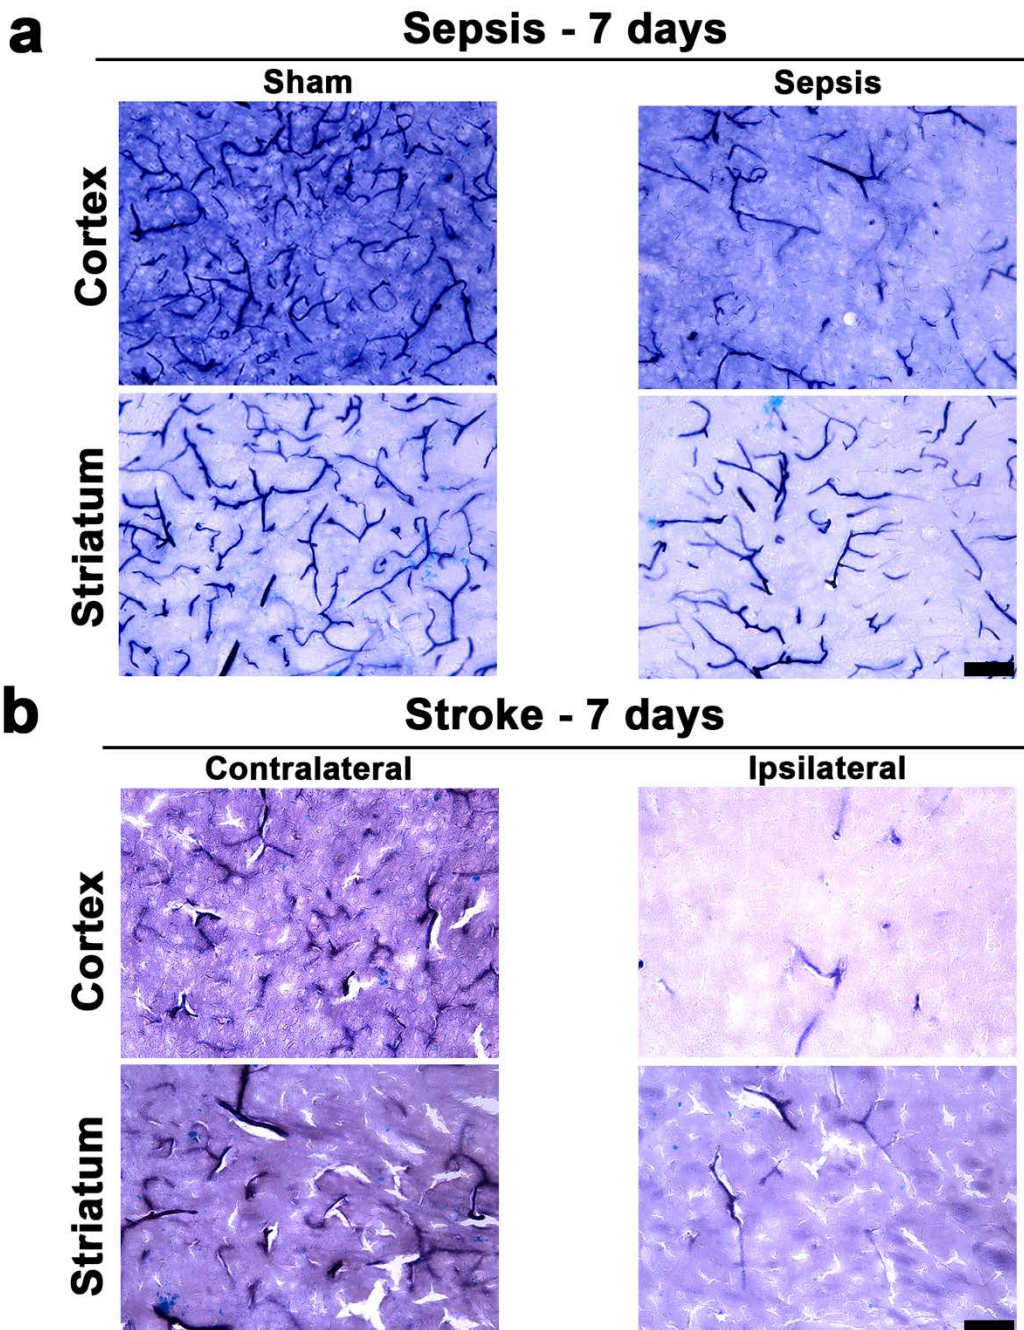 a
Sepsis - 7 days
Sham
Sepsis
Cortex
Striatum
b
Stroke - 7 days
Contralateral
Ipsilateral
Cortex
Striatum